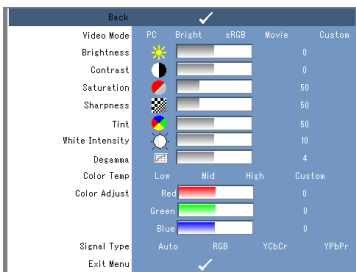 Back
Video Mode PC Bright sRGB Movie Custom
Brightness 0
Contrast 0
Saturation 50
Sharpness 50
Tint 50
White Intensity 10
Degamma 4
Color Temp Low Mid High Custom
Color Adjust Red 0
Green 0
Blue 0
Signal Type Auto RGB YCbCr YPbPr
Exit Menu